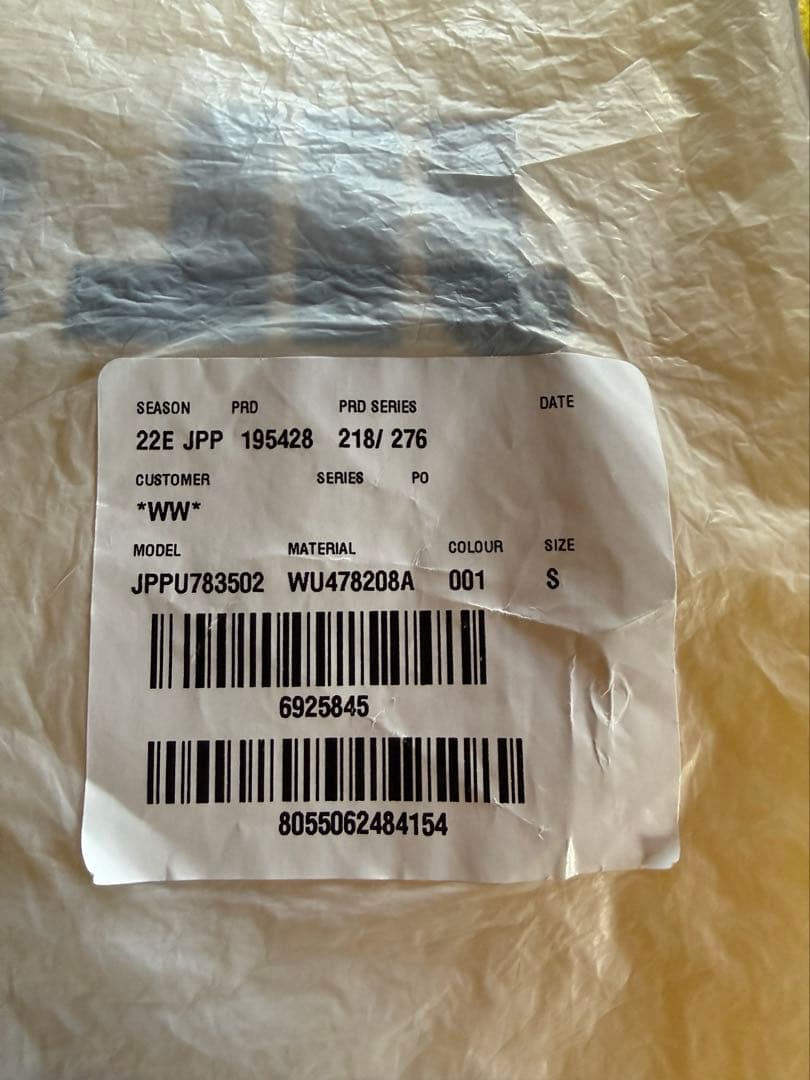 SEASON PRD PRD SERIES DATE
22E JPP 195428 218/ 276
CUSTOMER SERIES PO
*WW*
MODEL MATERIAL COLOUR SIZE
JPPU783502 WU478208A 001 S
6925845
8055062484154